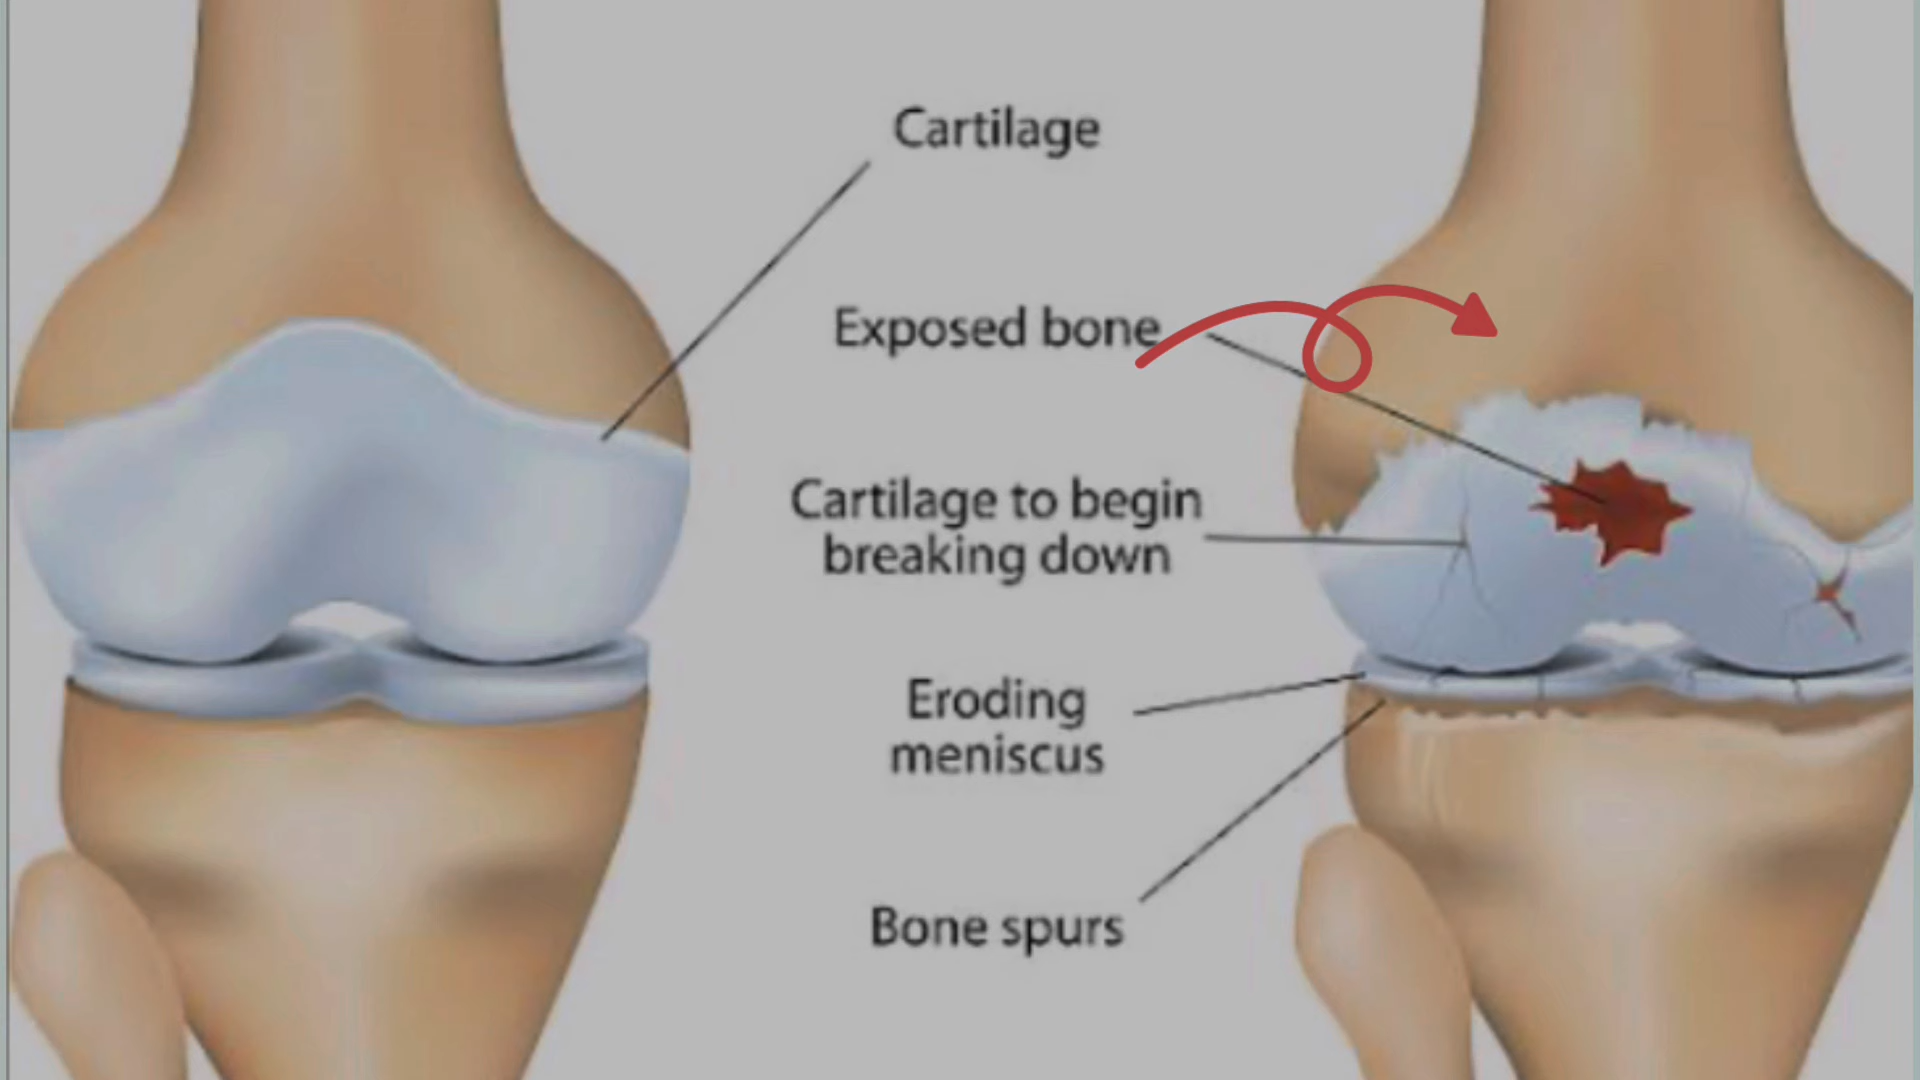 Cartilage
Exposed bone
Cartilage to begin
breaking down
Eroding
meniscus
Bone spurs